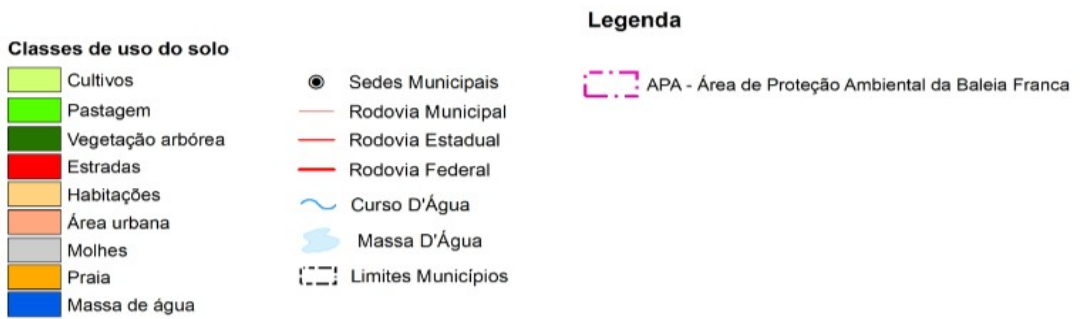 Legenda
Classes de uso do solo
Cultivos
Pastagem
Vegetação arbórea
Estradas
Habitações
Área urbana
Molhes
Praia
Massa de água
Sedes Municipais
Rodovia Municipal
Rodovia Estadual
Rodovia Federal
Curso D'Água
Massa D'Água
Limites Municípios
APA - Área de Proteção Ambiental da Baleia Franca